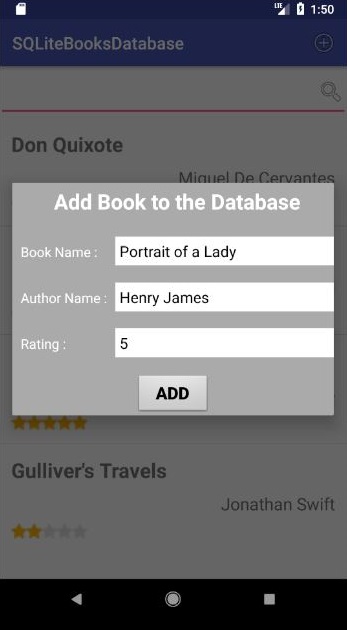 LTE 1:50
SQLiteBooksDatabase
Don Quixote
Miguel De Cervantes
Add Book to the Database
Book Name : Portrait of a Lady
Author Name : Henry James
Rating : 5
ADD
Gulliver's Travels
Jonathan Swift